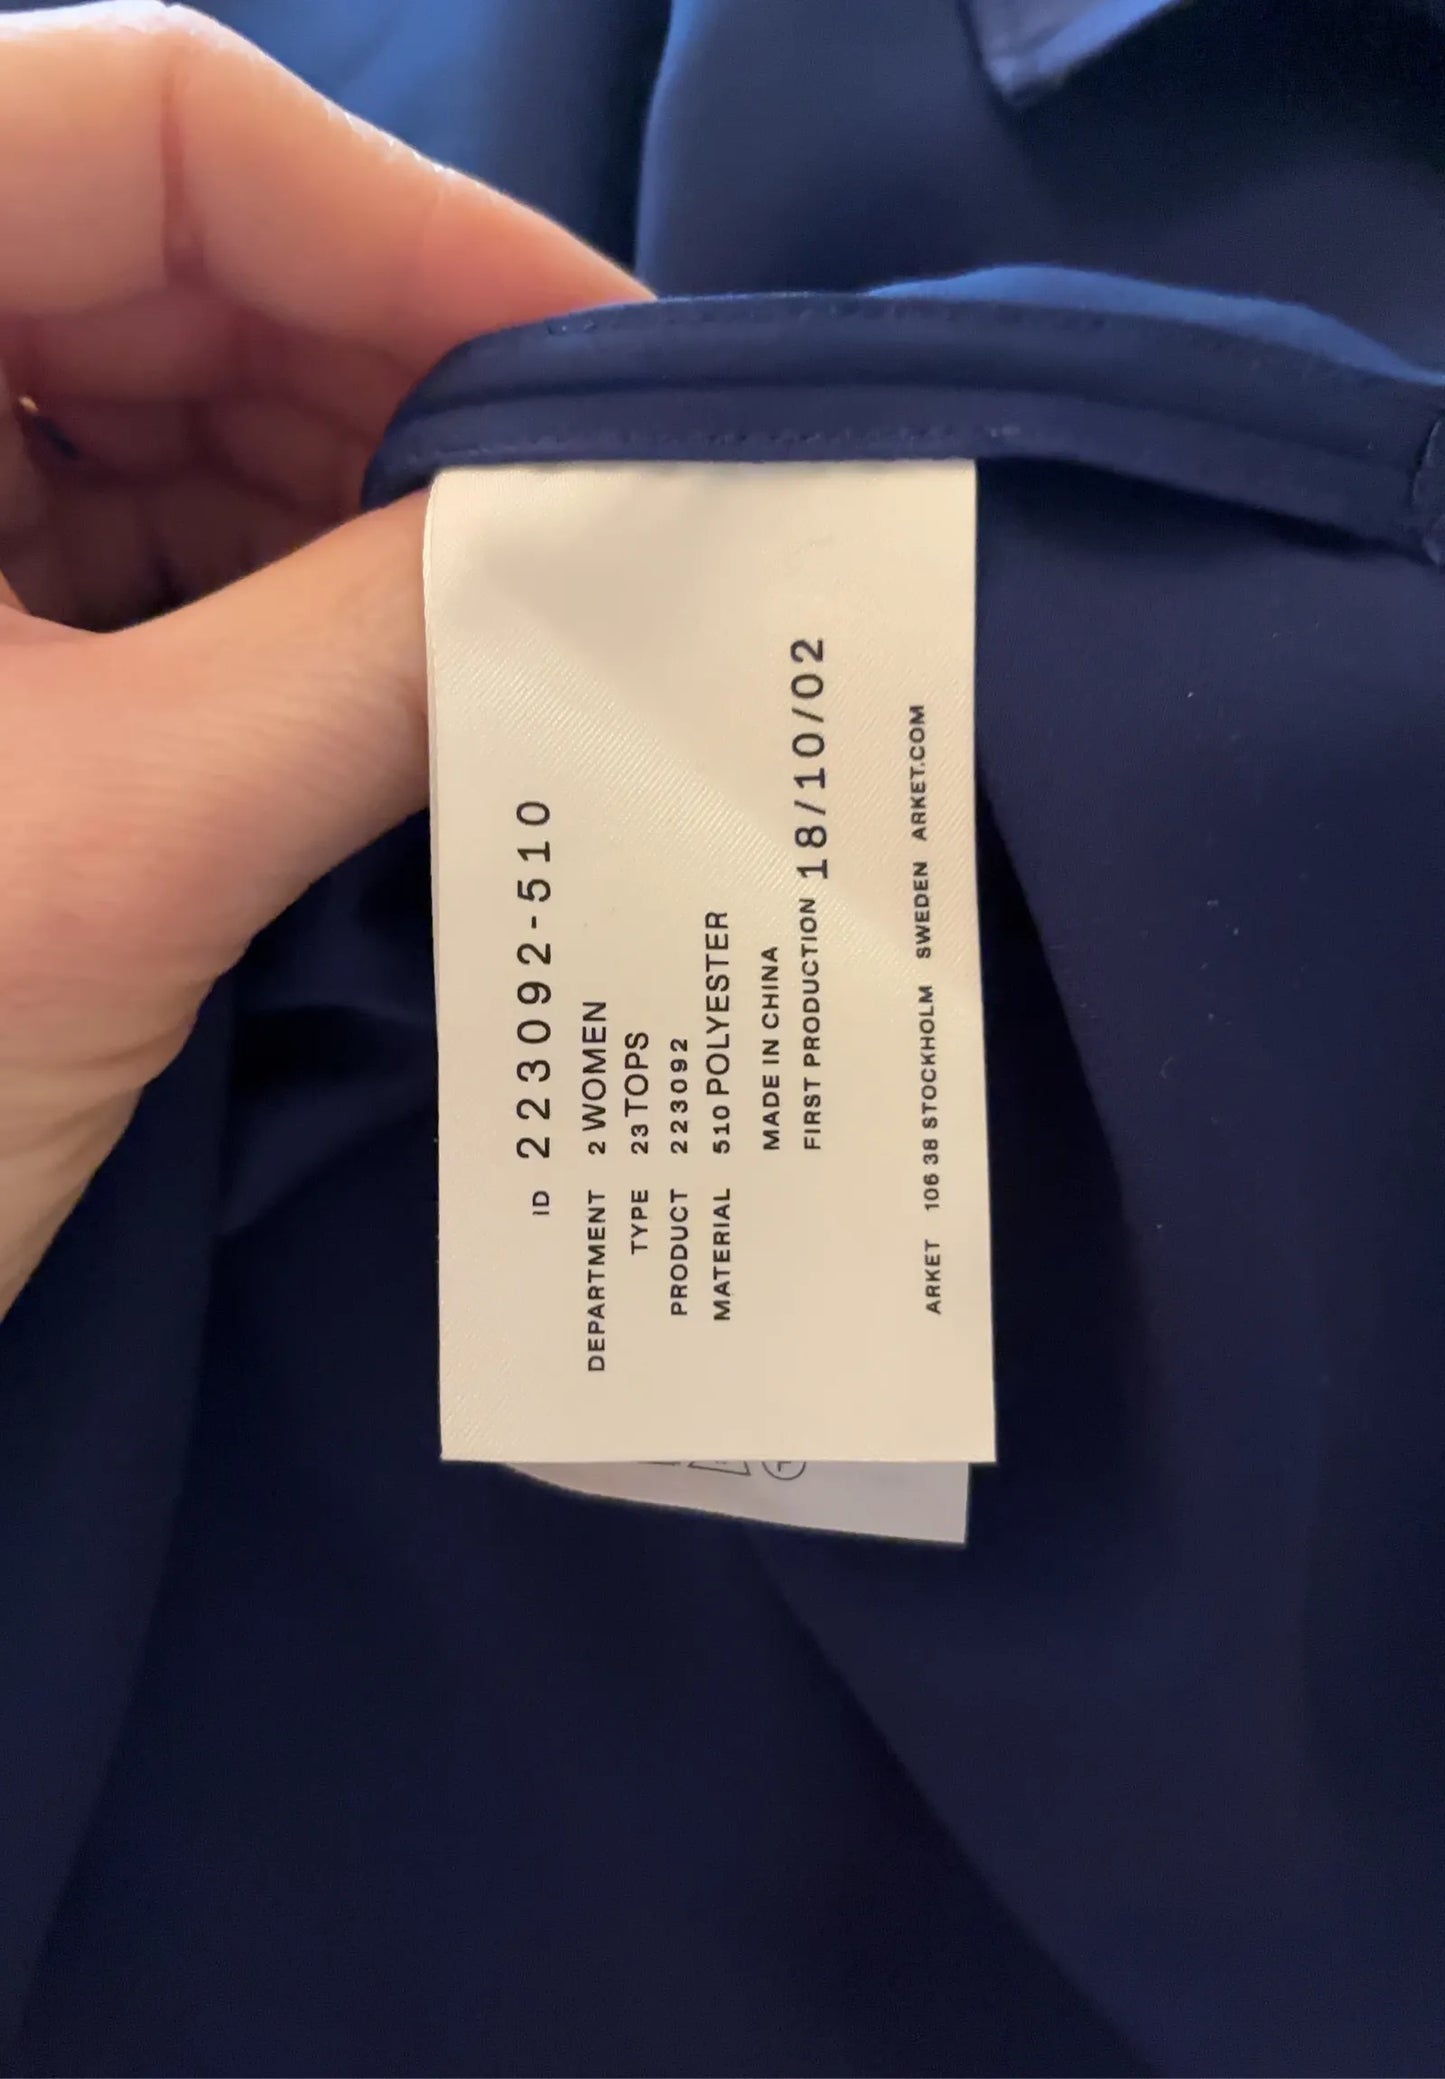 ID 223092-510
DEPARTMENT 2 WOMEN
TYPE 23 TOPS
PRODUCT 223092
MATERIAL 510 POLYESTER
MADE IN CHINA
FIRST PRODUCTION 18/10/02
ARKET 106 38 STOCKHOLM SWEDEN ARKET.COM